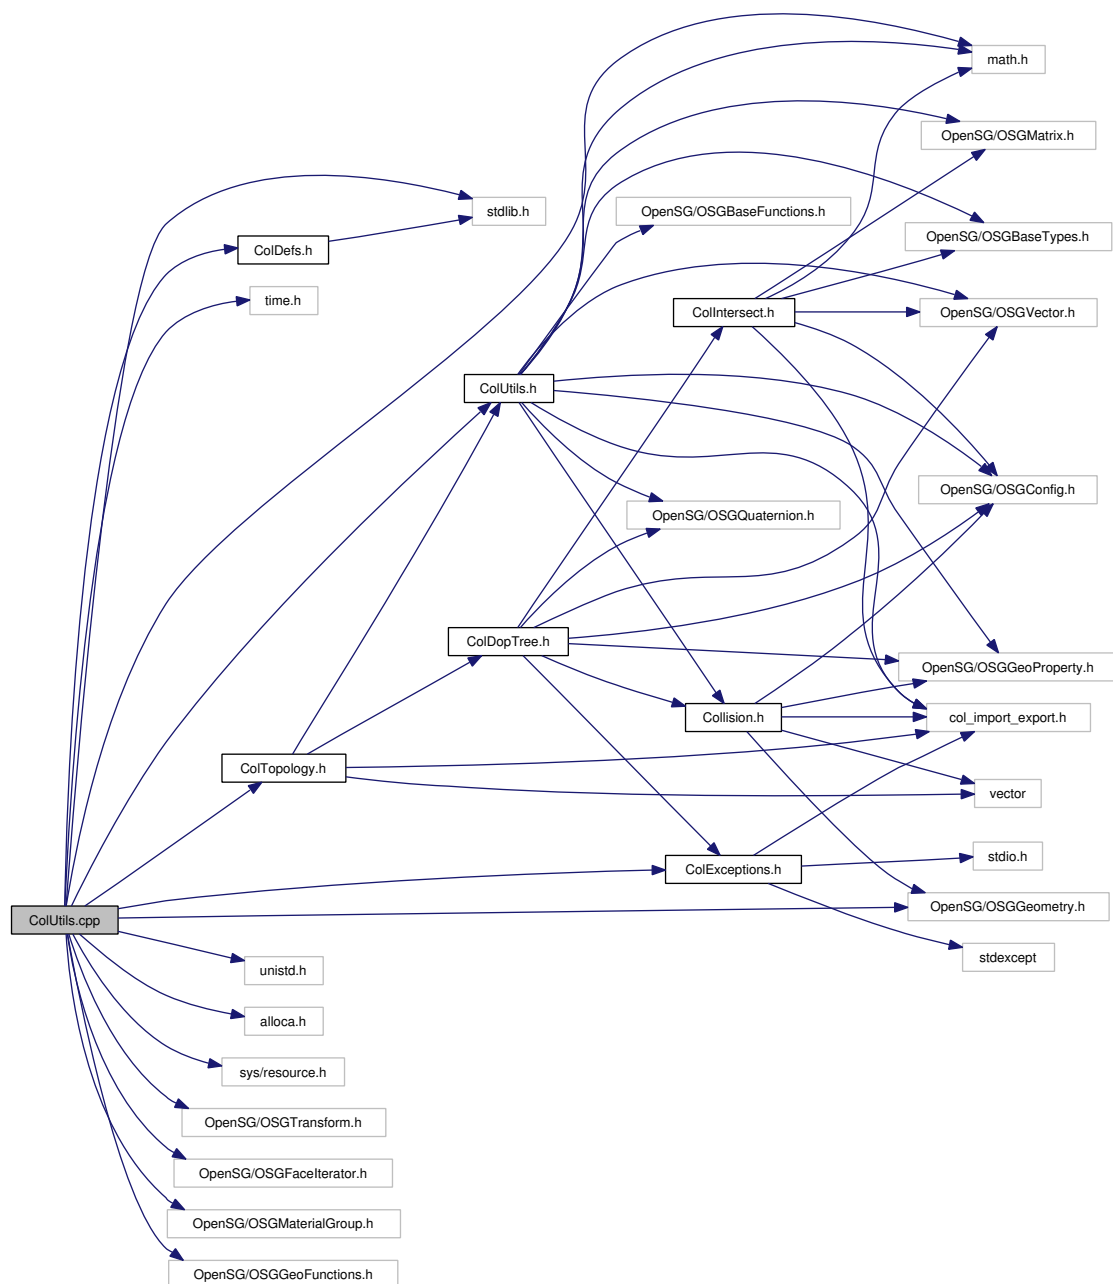 math.h
OpenSG/OSGMatrix.h
stdlib.h
OpenSG/OSGBaseFunctions.h
OpenSG/OSGBaseTypes.h
ColDefs.h
time.h
ColIntersect.h
OpenSG/OSGVector.h
ColUtils.h
OpenSG/OSGConfig.h
OpenSG/OSGQuaternion.h
ColDopTree.h
OpenSG/OSGGeoProperty.h
Collision.h
col_import_export.h
ColTopology.h
vector
stdio.h
ColExceptions.h
OpenSG/OSGGeometry.h
ColUtils.cpp
stdexcept
unistd.h
alloca.h
sys/resource.h
OpenSG/OSGTransform.h
OpenSG/OSGFaceIterator.h
OpenSG/OSGMaterialGroup.h
OpenSG/OSGGeoFunctions.h